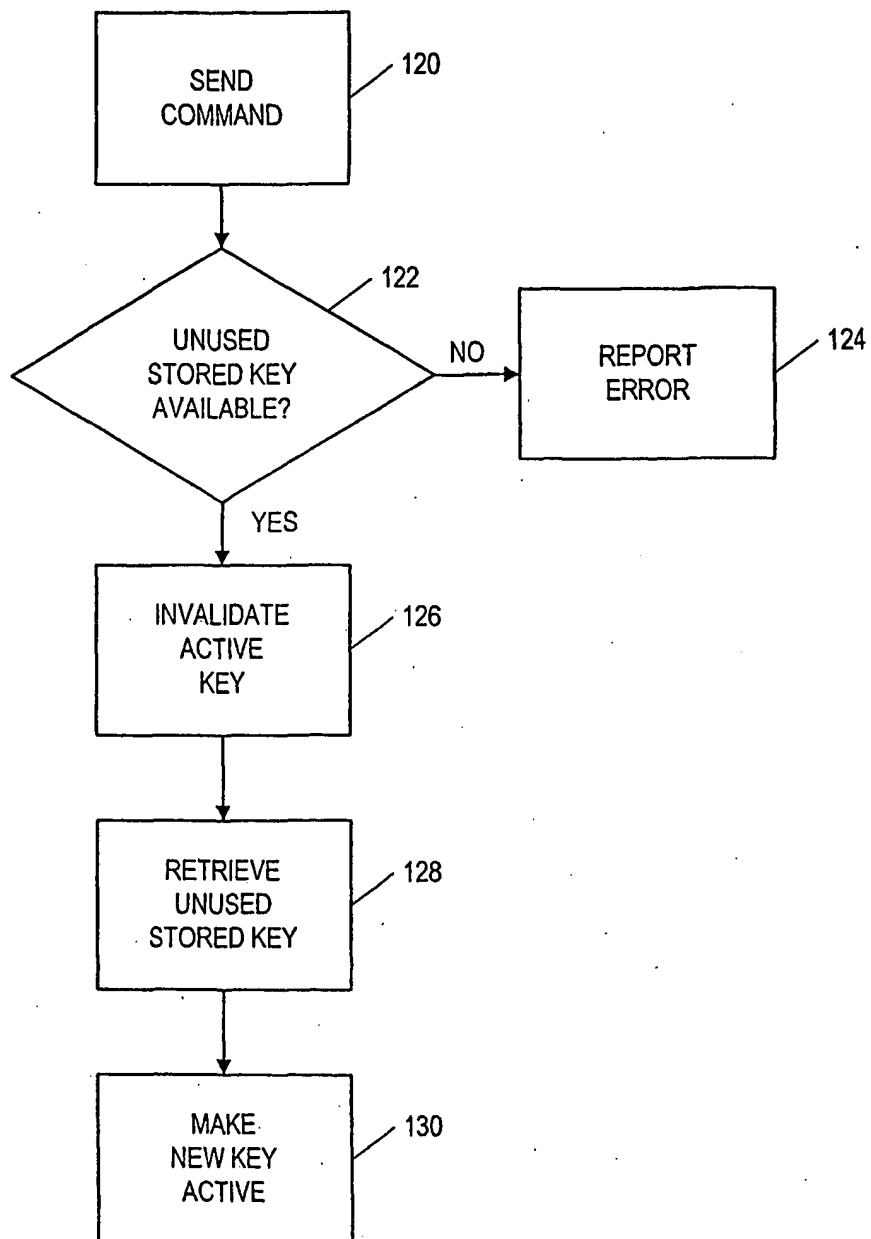 SEND
COMMAND
120
122
UNUSED
STORED KEY
AVAILABLE?
NO
REPORT
ERROR
124
YES
INVALIDATE
ACTIVE
KEY
126
RETRIEVE
UNUSED
STORED KEY
128
MAKE
NEW KEY
ACTIVE
130